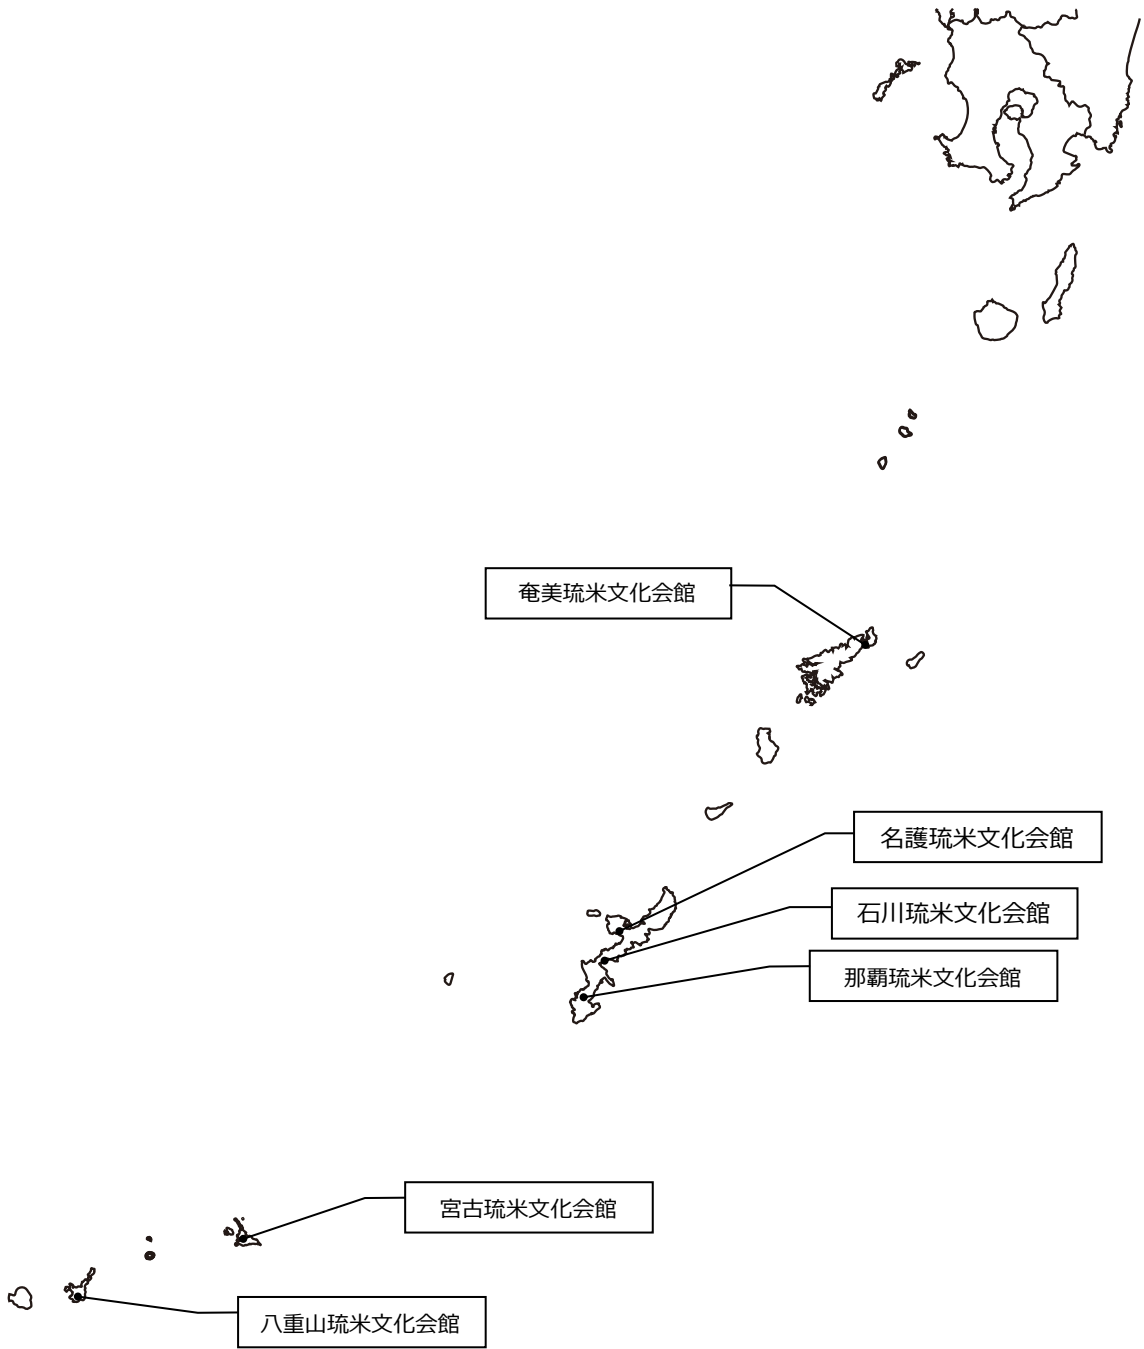 奄美琉米文化会館
名護琉米文化会館
石川琉米文化会館
那覇琉米文化会館
宮古琉米文化会館
八重山琉米文化会館